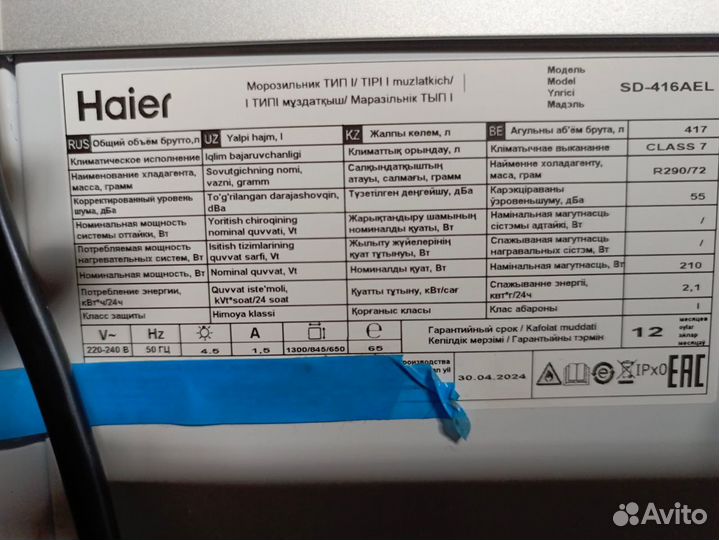 Haier
Морозильник ТИП I/ TIPI I muzlatkich/
I ТИПІ мұздатқыш/ Маразільнік ТЫП I
Модель
Model
Үлгісі
Мадэль
SD-416AEL
RUS Общий объём брутто,л UZ Yalpi hajm, l KZ Жалпы көлем, л BE Агульны аб'ём брута, л 417
Климатическое исполнение Iqlim bajaruvchanligi Климаттық орындау, л Кліматычнае выкананне CLASS 7
Наименование хладагента, масса, грамм Sovutgichning nomi, vazni, gramm Салқындатқыштың атауы, салмағы, грамм Найменне холадагенту, маса, грам R290/72
Корректированный уровень шума, дБа To'g'rilangan darajashovqin, dBa Түзетілген деңгейшу, дБа Карэкціраваны ўзровеньшуму, дБа 55
Номинальная мощность системы оттайки, Вт Yoritish chiroqining nominal quvvati, Vt Жарықтандыру шамының номиналды қуаты, Вт Намінальная магутнасць сістэмы адтайкі, Вт /
Потребляемая мощность нагревательных систем, Вт Isitish tizimlarining quvvat sarfi, Vt Жылыту жүйелерінің қуат тұтынуы, Вт Спажываная магутнасць награвальных сістэм, Вт /
Номинальная мощность, Вт Nominal quvvat, Vt Номиналды қуат, Вт Намінальная магутнасць, Вт 210
Потребление энергии, кВт*ч/24ч Quvvat iste'moli, kVt*soat/24 soat Қуатты тұтыну, кВт/сағ Спажыванне энергіі, квт*г/24г 2,1
Класс защиты Himoya klassi Қорғаныс класы Клас абароны I
V~ Hz A e
220-240 В 50 ГЦ 4.5 1,5 1300/845/650 65
Гарантийный срок / Kafolat muddati
Кепілдік мерзімі / Гарантыйны тэрмін
12
месяцев
oylar
айлар
месяцаў
30.04.2024
IPx0 EAC
Avito